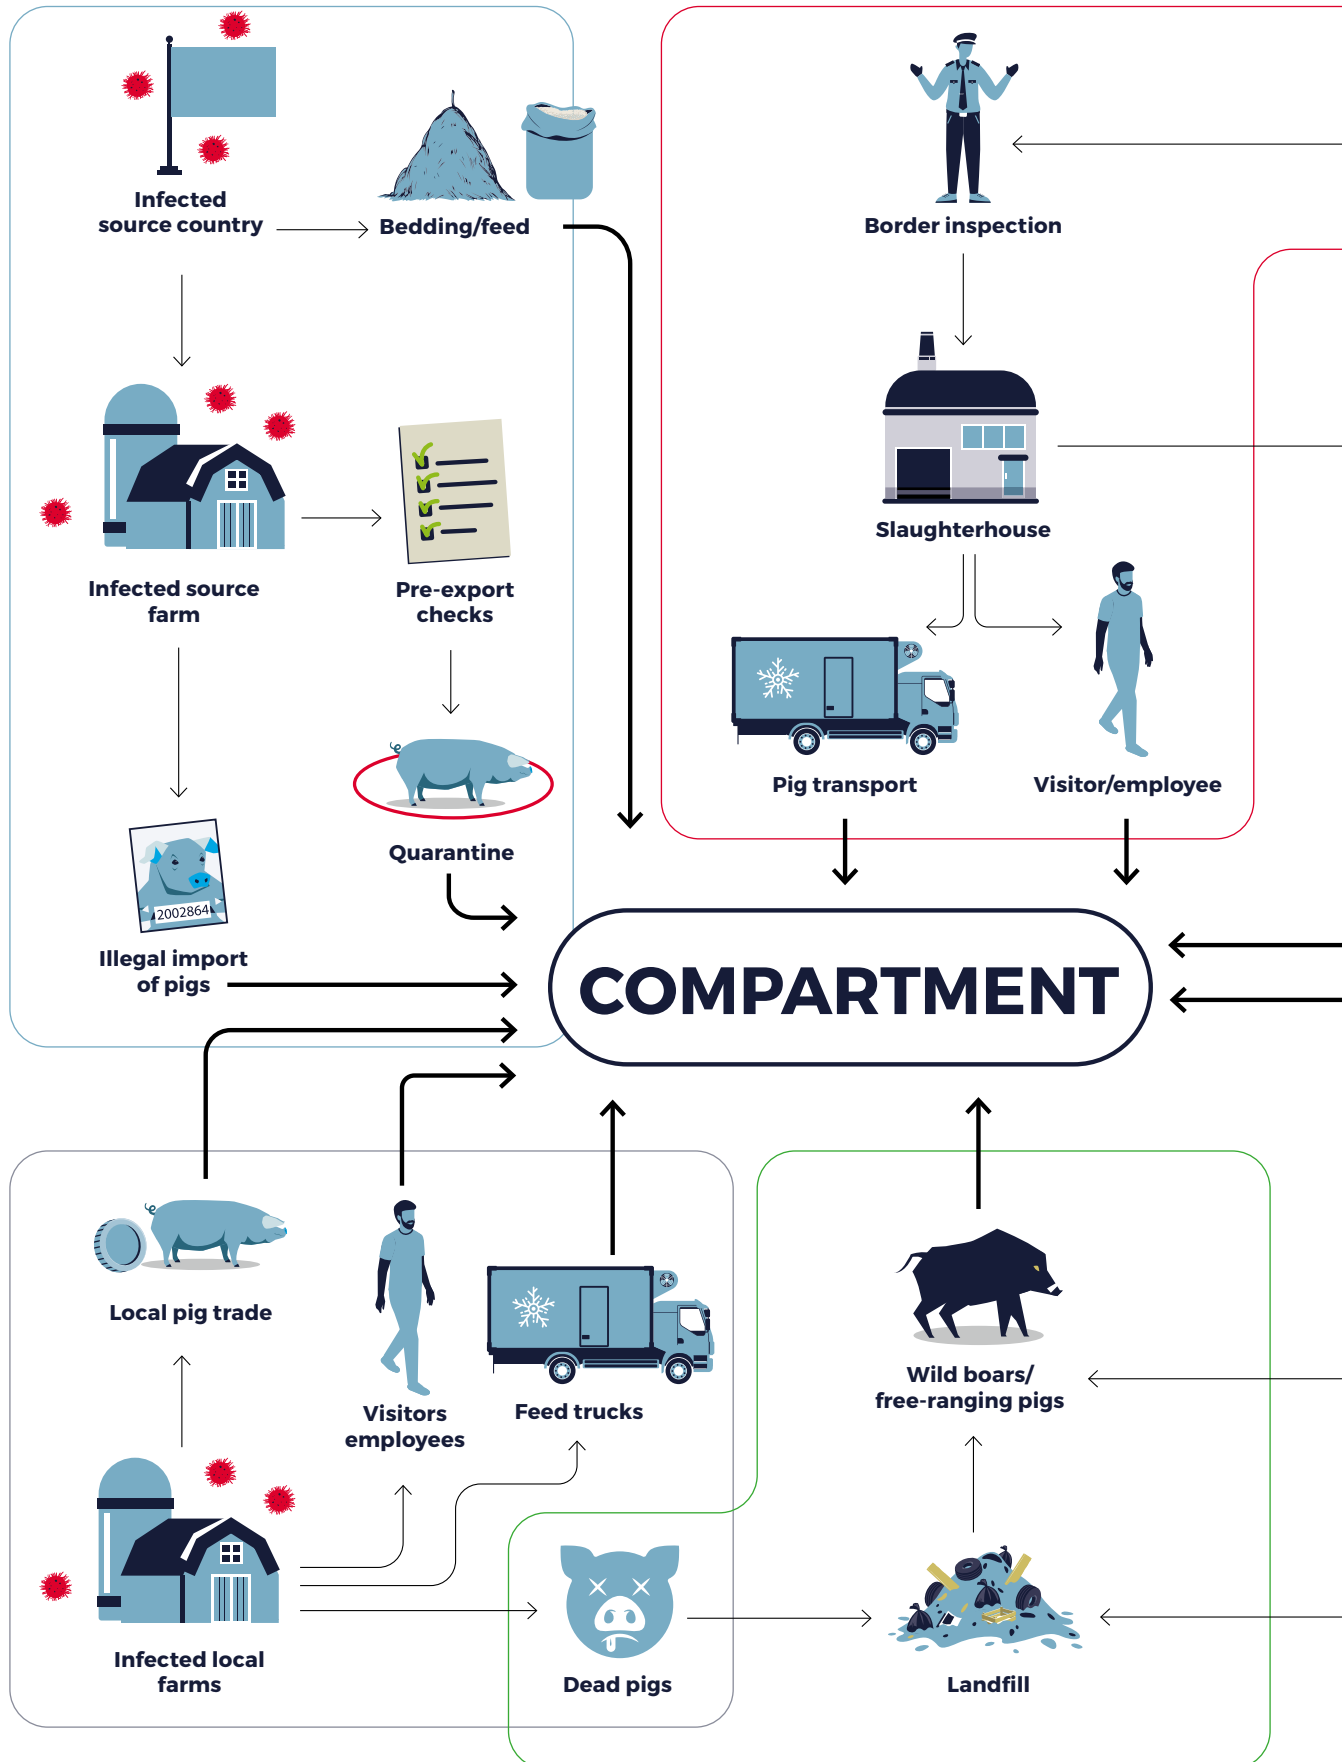 Infected
source country
Bedding/feed
Border inspection
Infected source
farm
Pre-export
checks
Slaughterhouse
Quarantine
Pig transport
Visitor/employee
2002864
Illegal import
of pigs
COMPARTMENT
Local pig trade
Visitors
employees
Feed trucks
Wild boars/
free-ranging pigs
Infected local
farms
Dead pigs
Landfill